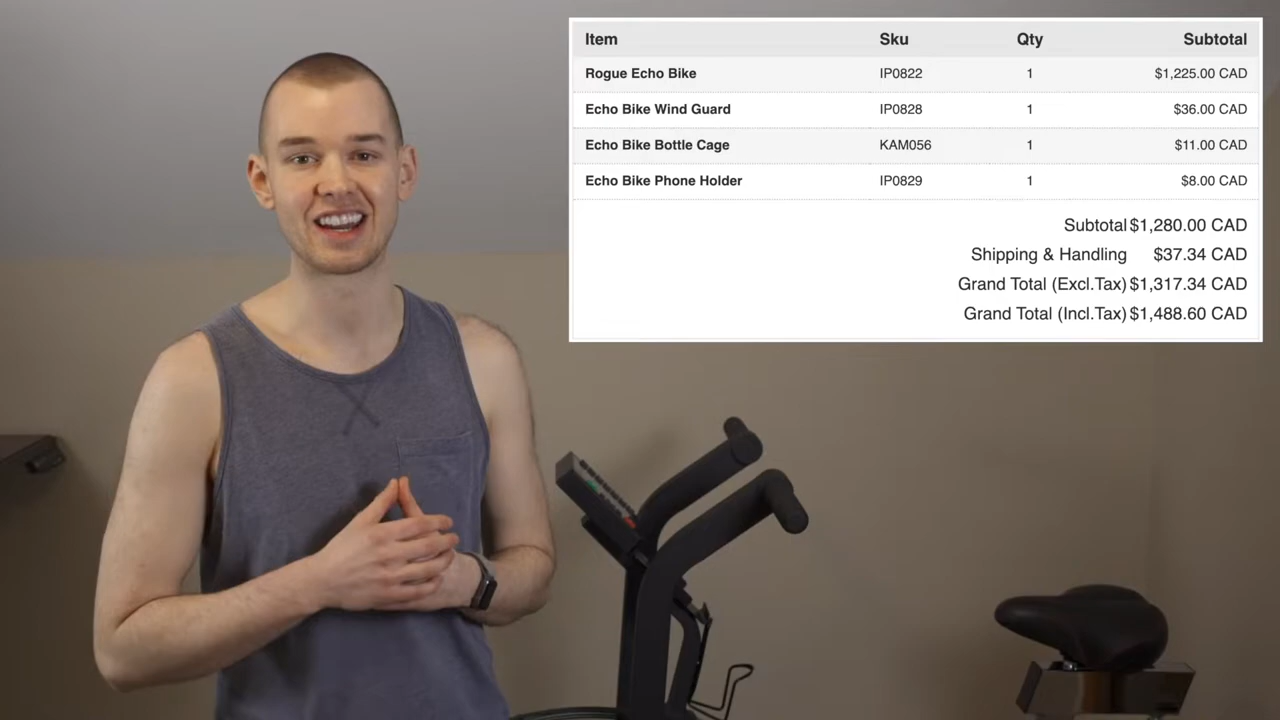 Item Sku Qty Subtotal
Rogue Echo Bike IP0822 1 $1,225.00 CAD
Echo Bike Wind Guard IP0828 1 $36.00 CAD
Echo Bike Bottle Cage KAM056 1 $11.00 CAD
Echo Bike Phone Holder IP0829 1 $8.00 CAD
Subtotal $1,280.00 CAD
Shipping & Handling $37.34 CAD
Grand Total (Excl.Tax) $1,317.34 CAD
Grand Total (Incl.Tax) $1,488.60 CAD